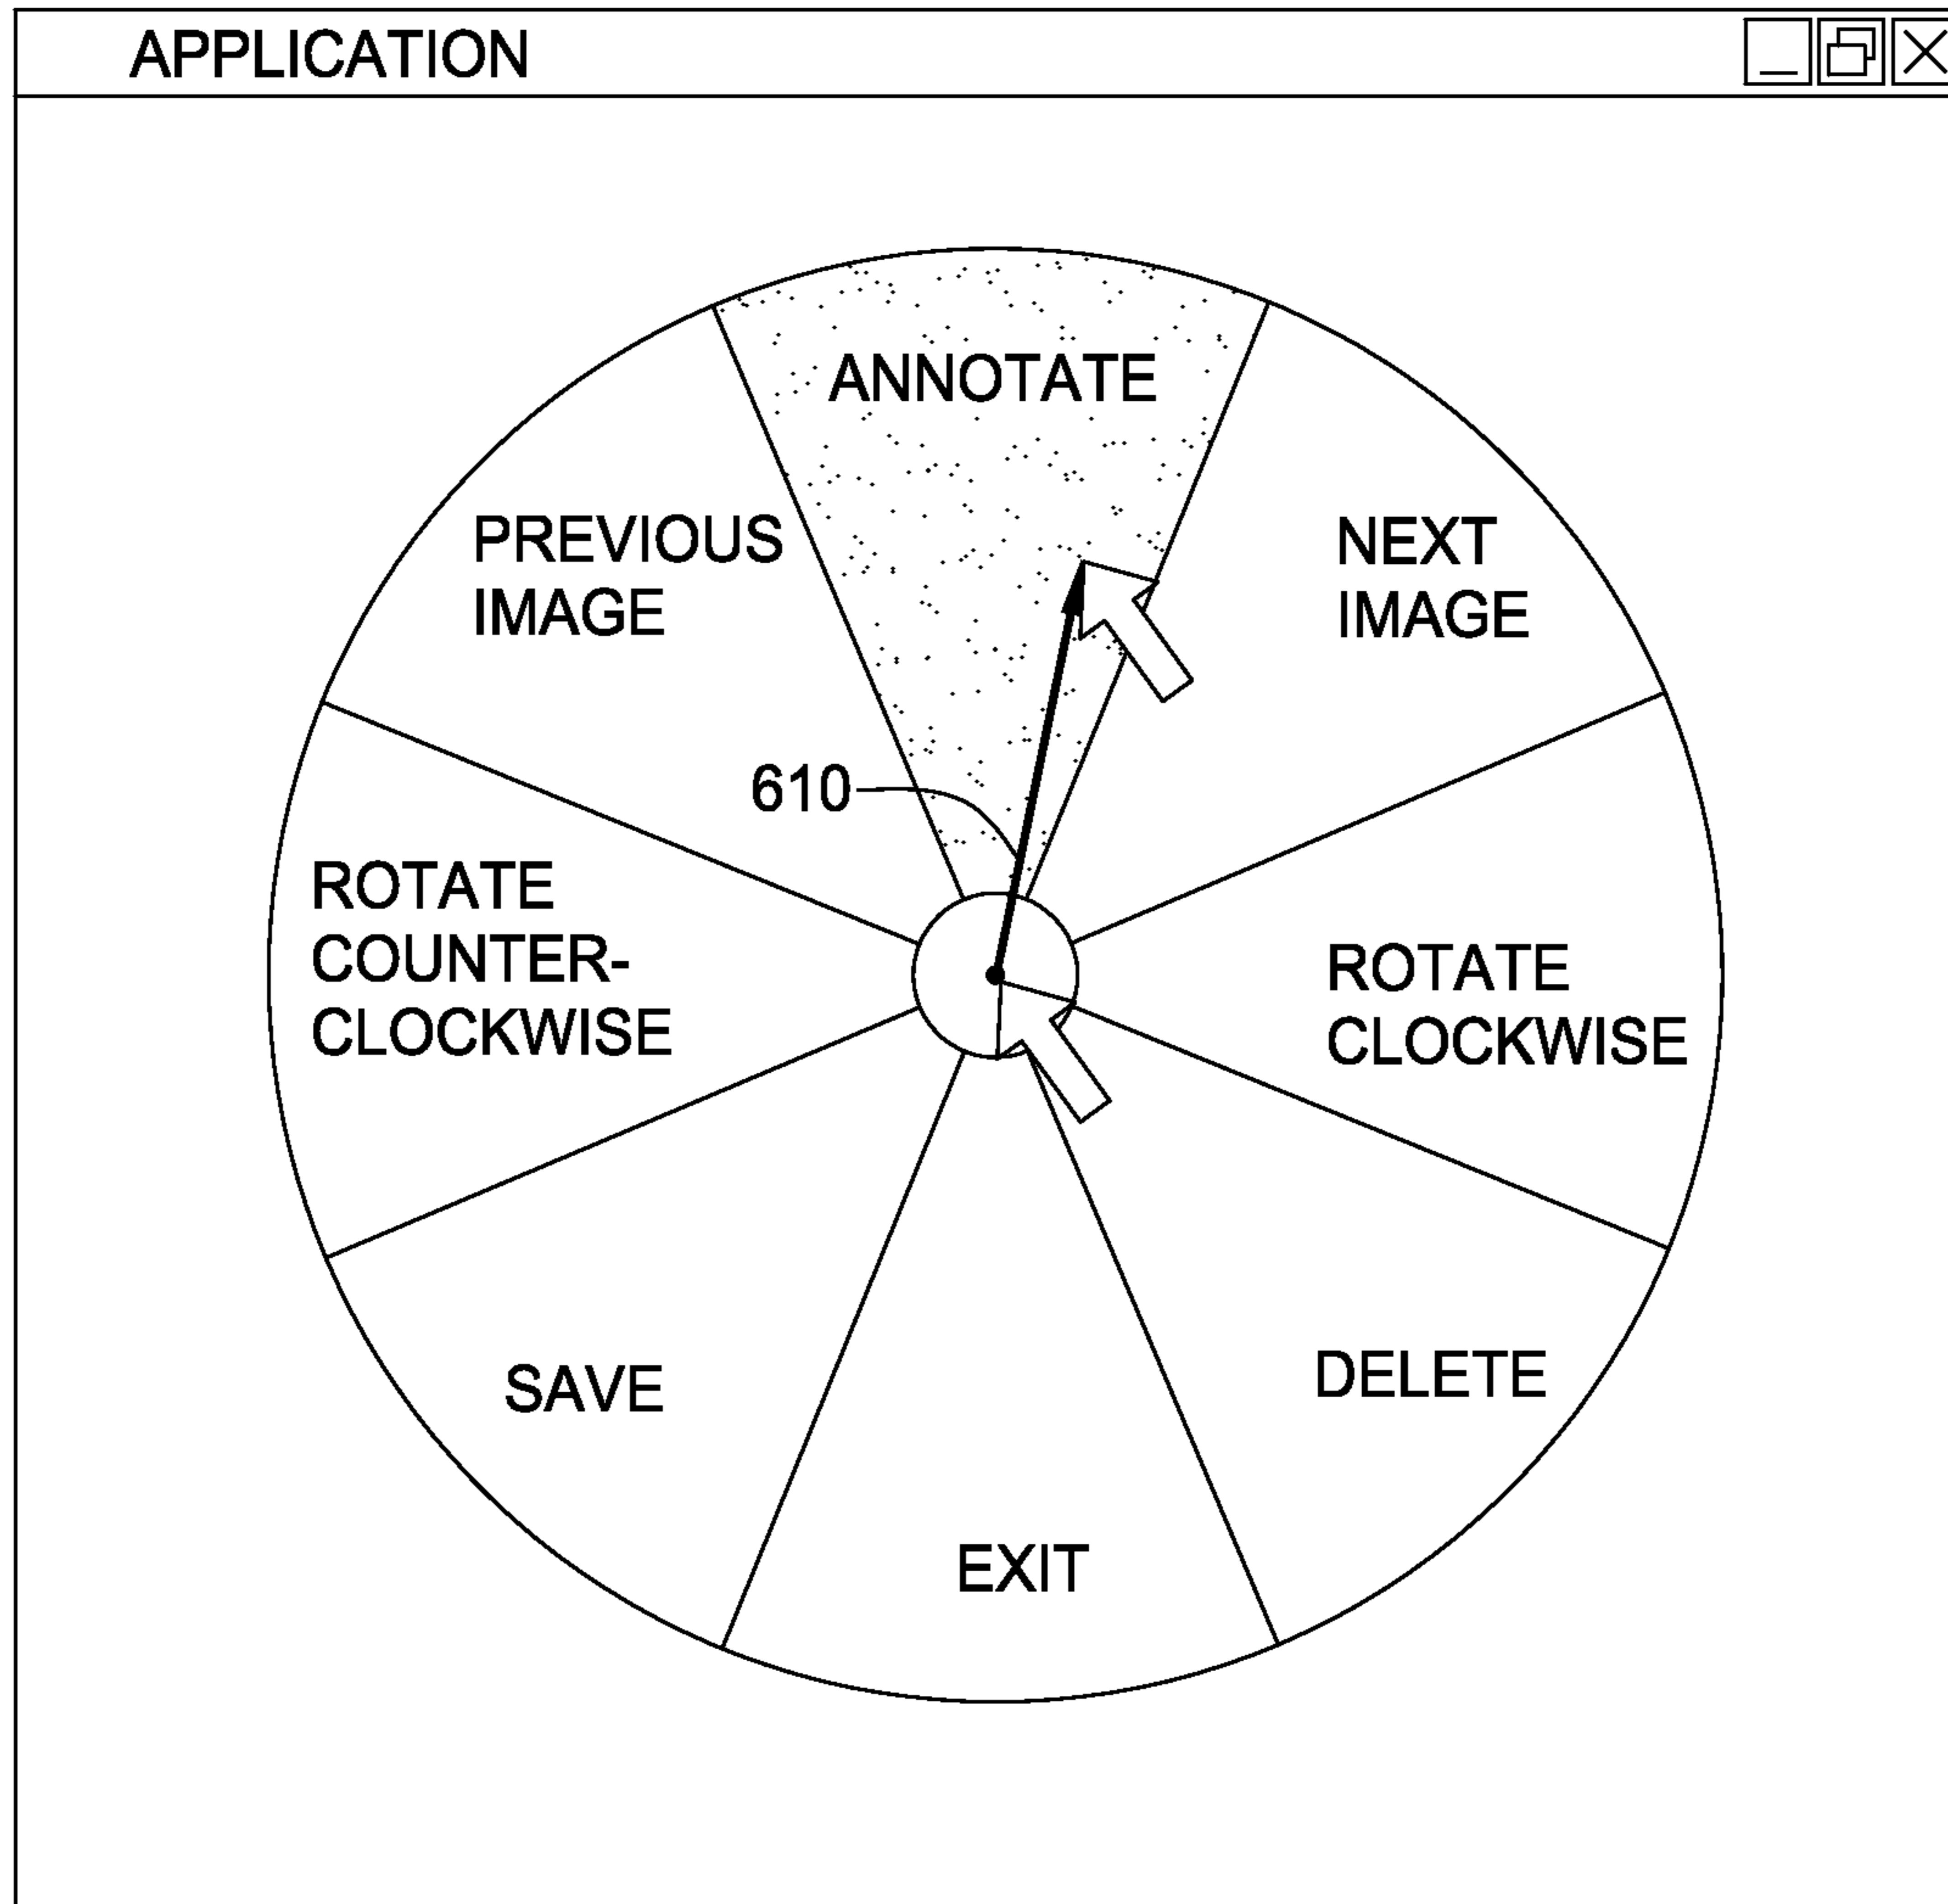 APPLICATION
ANNOTATE
PREVIOUS
IMAGE
NEXT
IMAGE
610
ROTATE
COUNTER-
CLOCKWISE
ROTATE
CLOCKWISE
SAVE
DELETE
EXIT